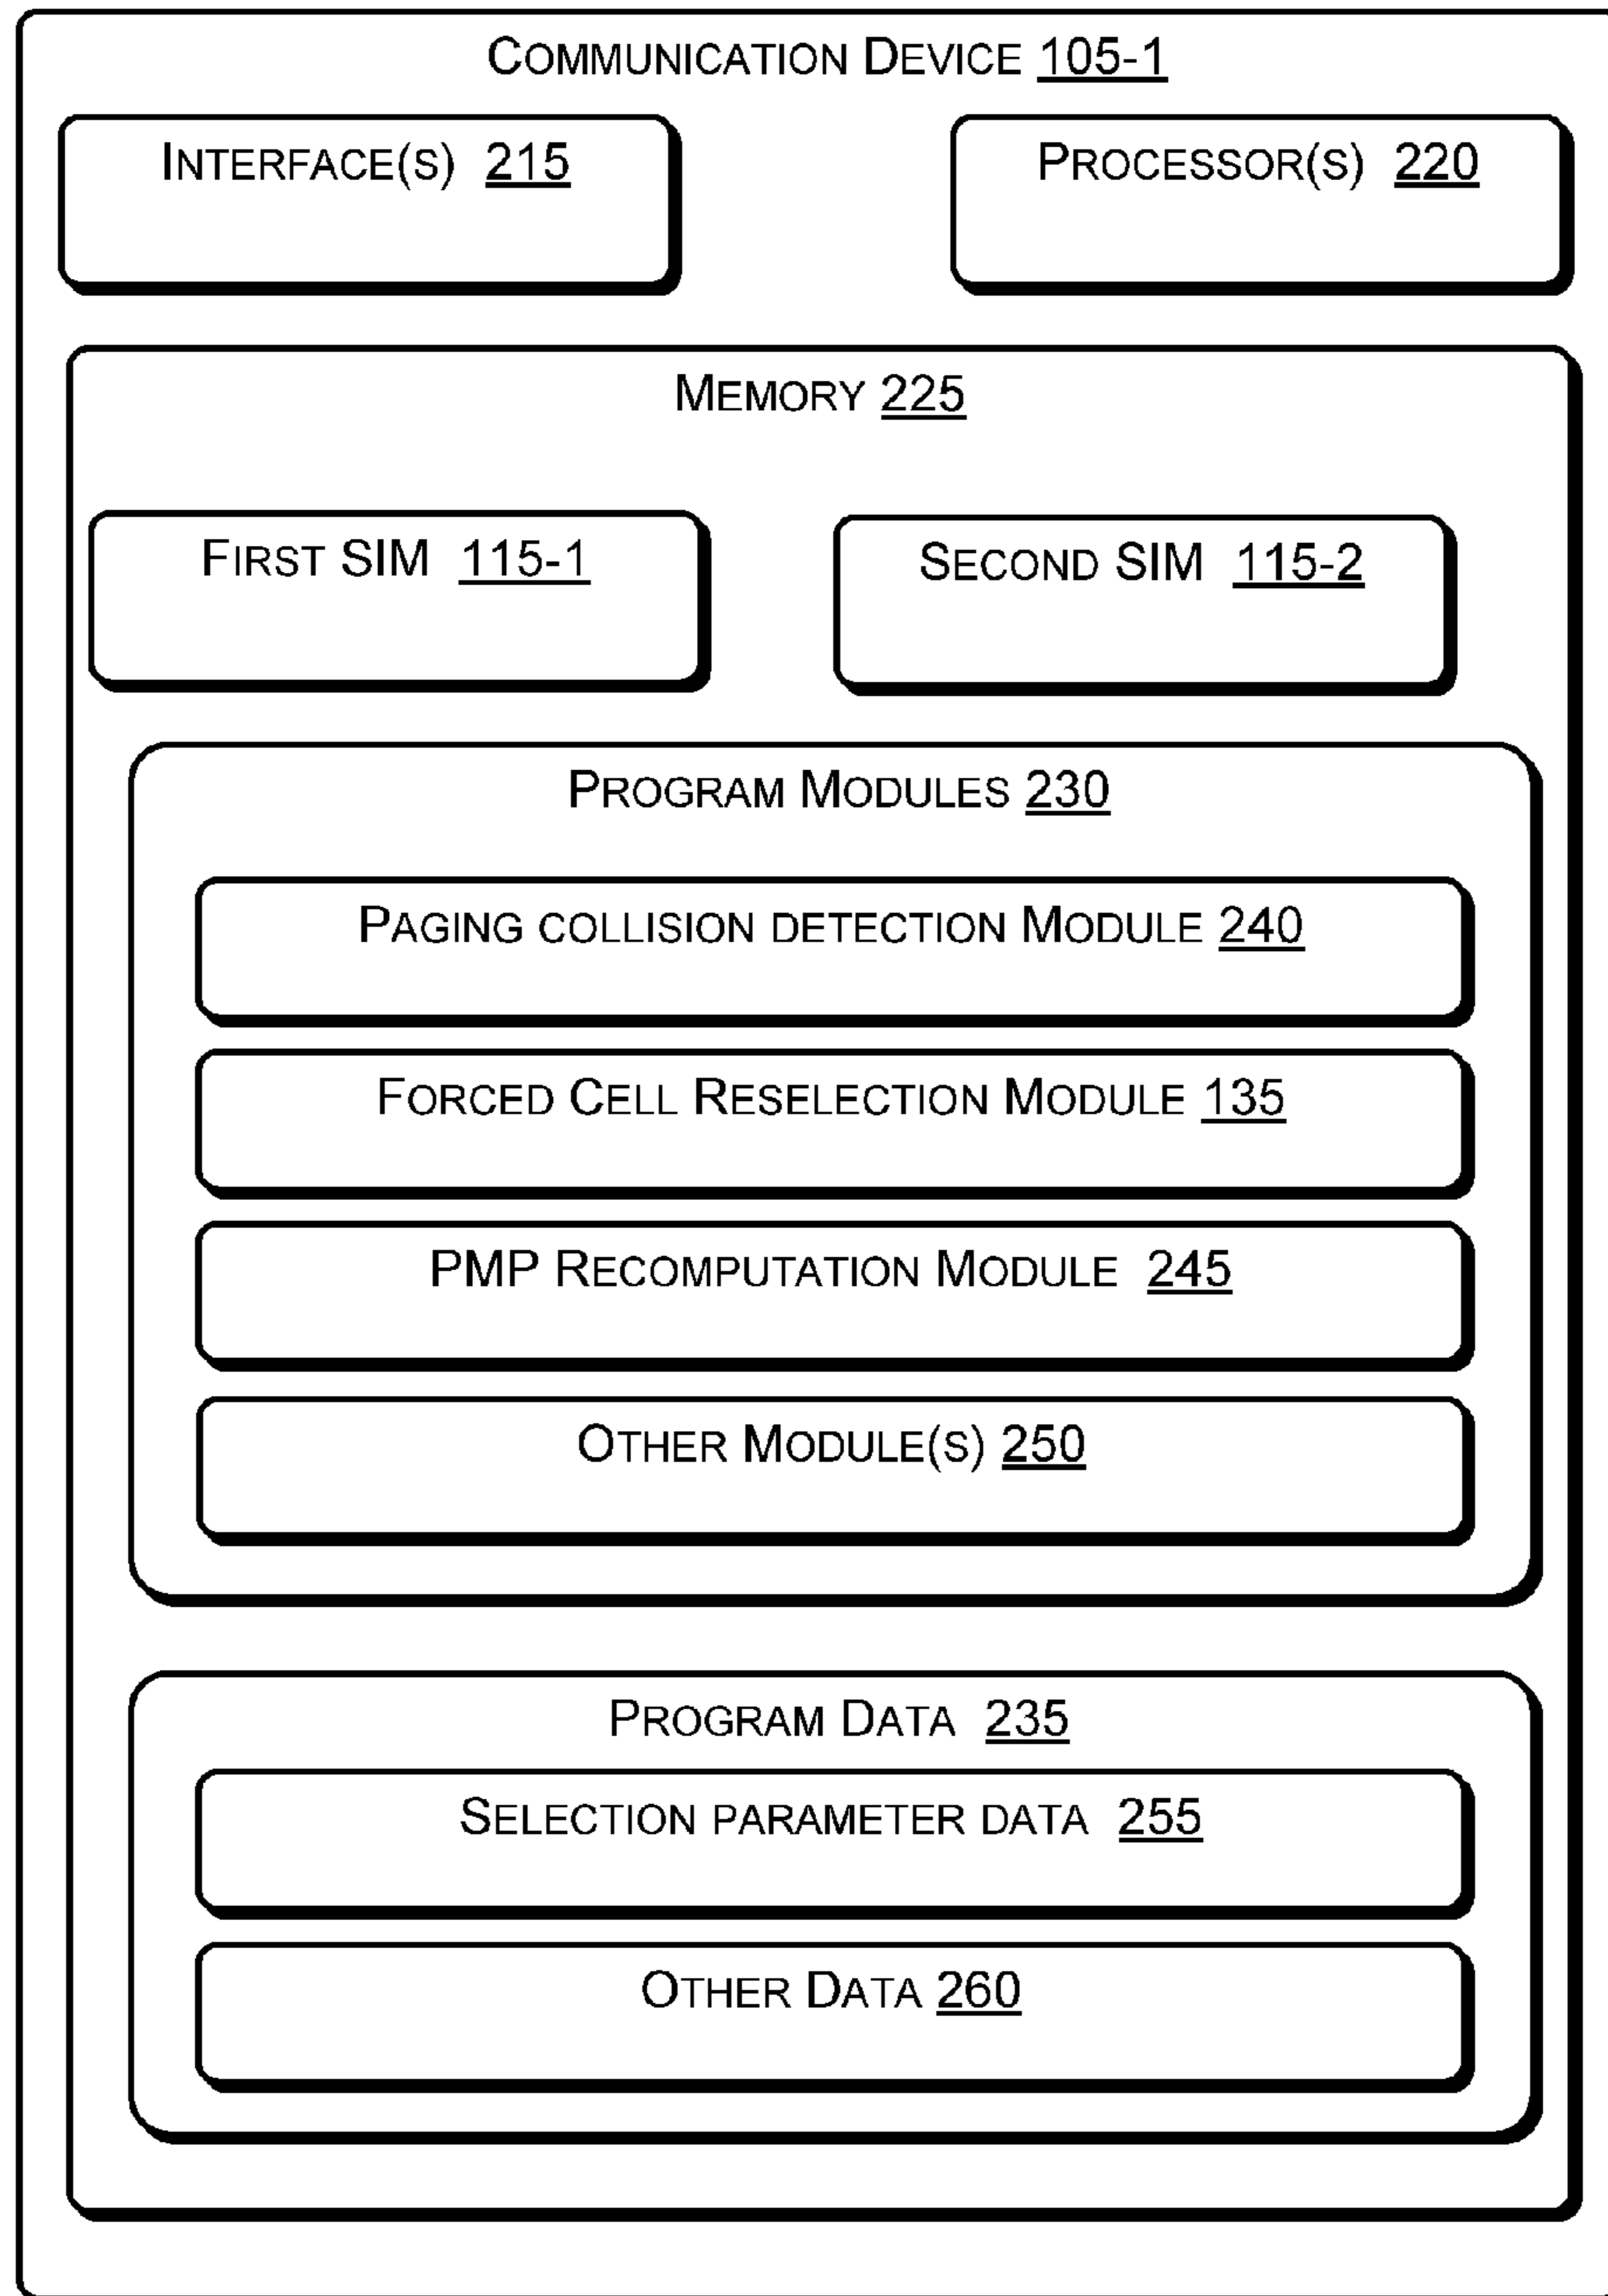 COMMUNICATION DEVICE 105-1
INTERFACE(S) 215
PROCESSOR(S) 220
MEMORY 225
FIRST SIM 115-1
SECOND SIM 115-2
PROGRAM MODULES 230
PAGING COLLISION DETECTION MODULE 240
FORCED CELL RESELECTION MODULE 135
PMP RECOMPUTATION MODULE 245
OTHER MODULE(S) 250
PROGRAM DATA 235
SELECTION PARAMETER DATA 255
OTHER DATA 260